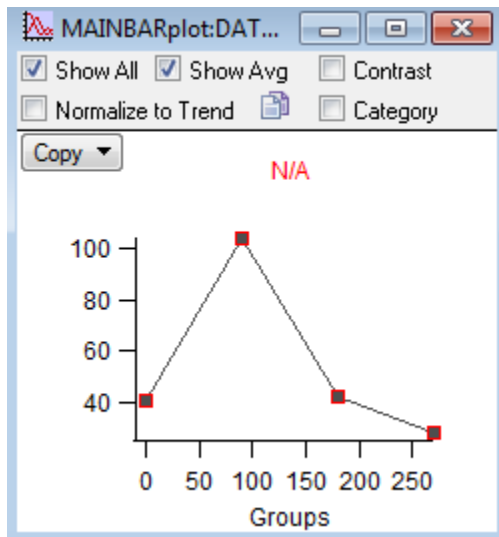 MAINBARplot:DAT...
Show All Show Avg Contrast
Normalize to Trend Category
Copy
N/A
100
80
60
40
0 50 100 150 200 250
Groups